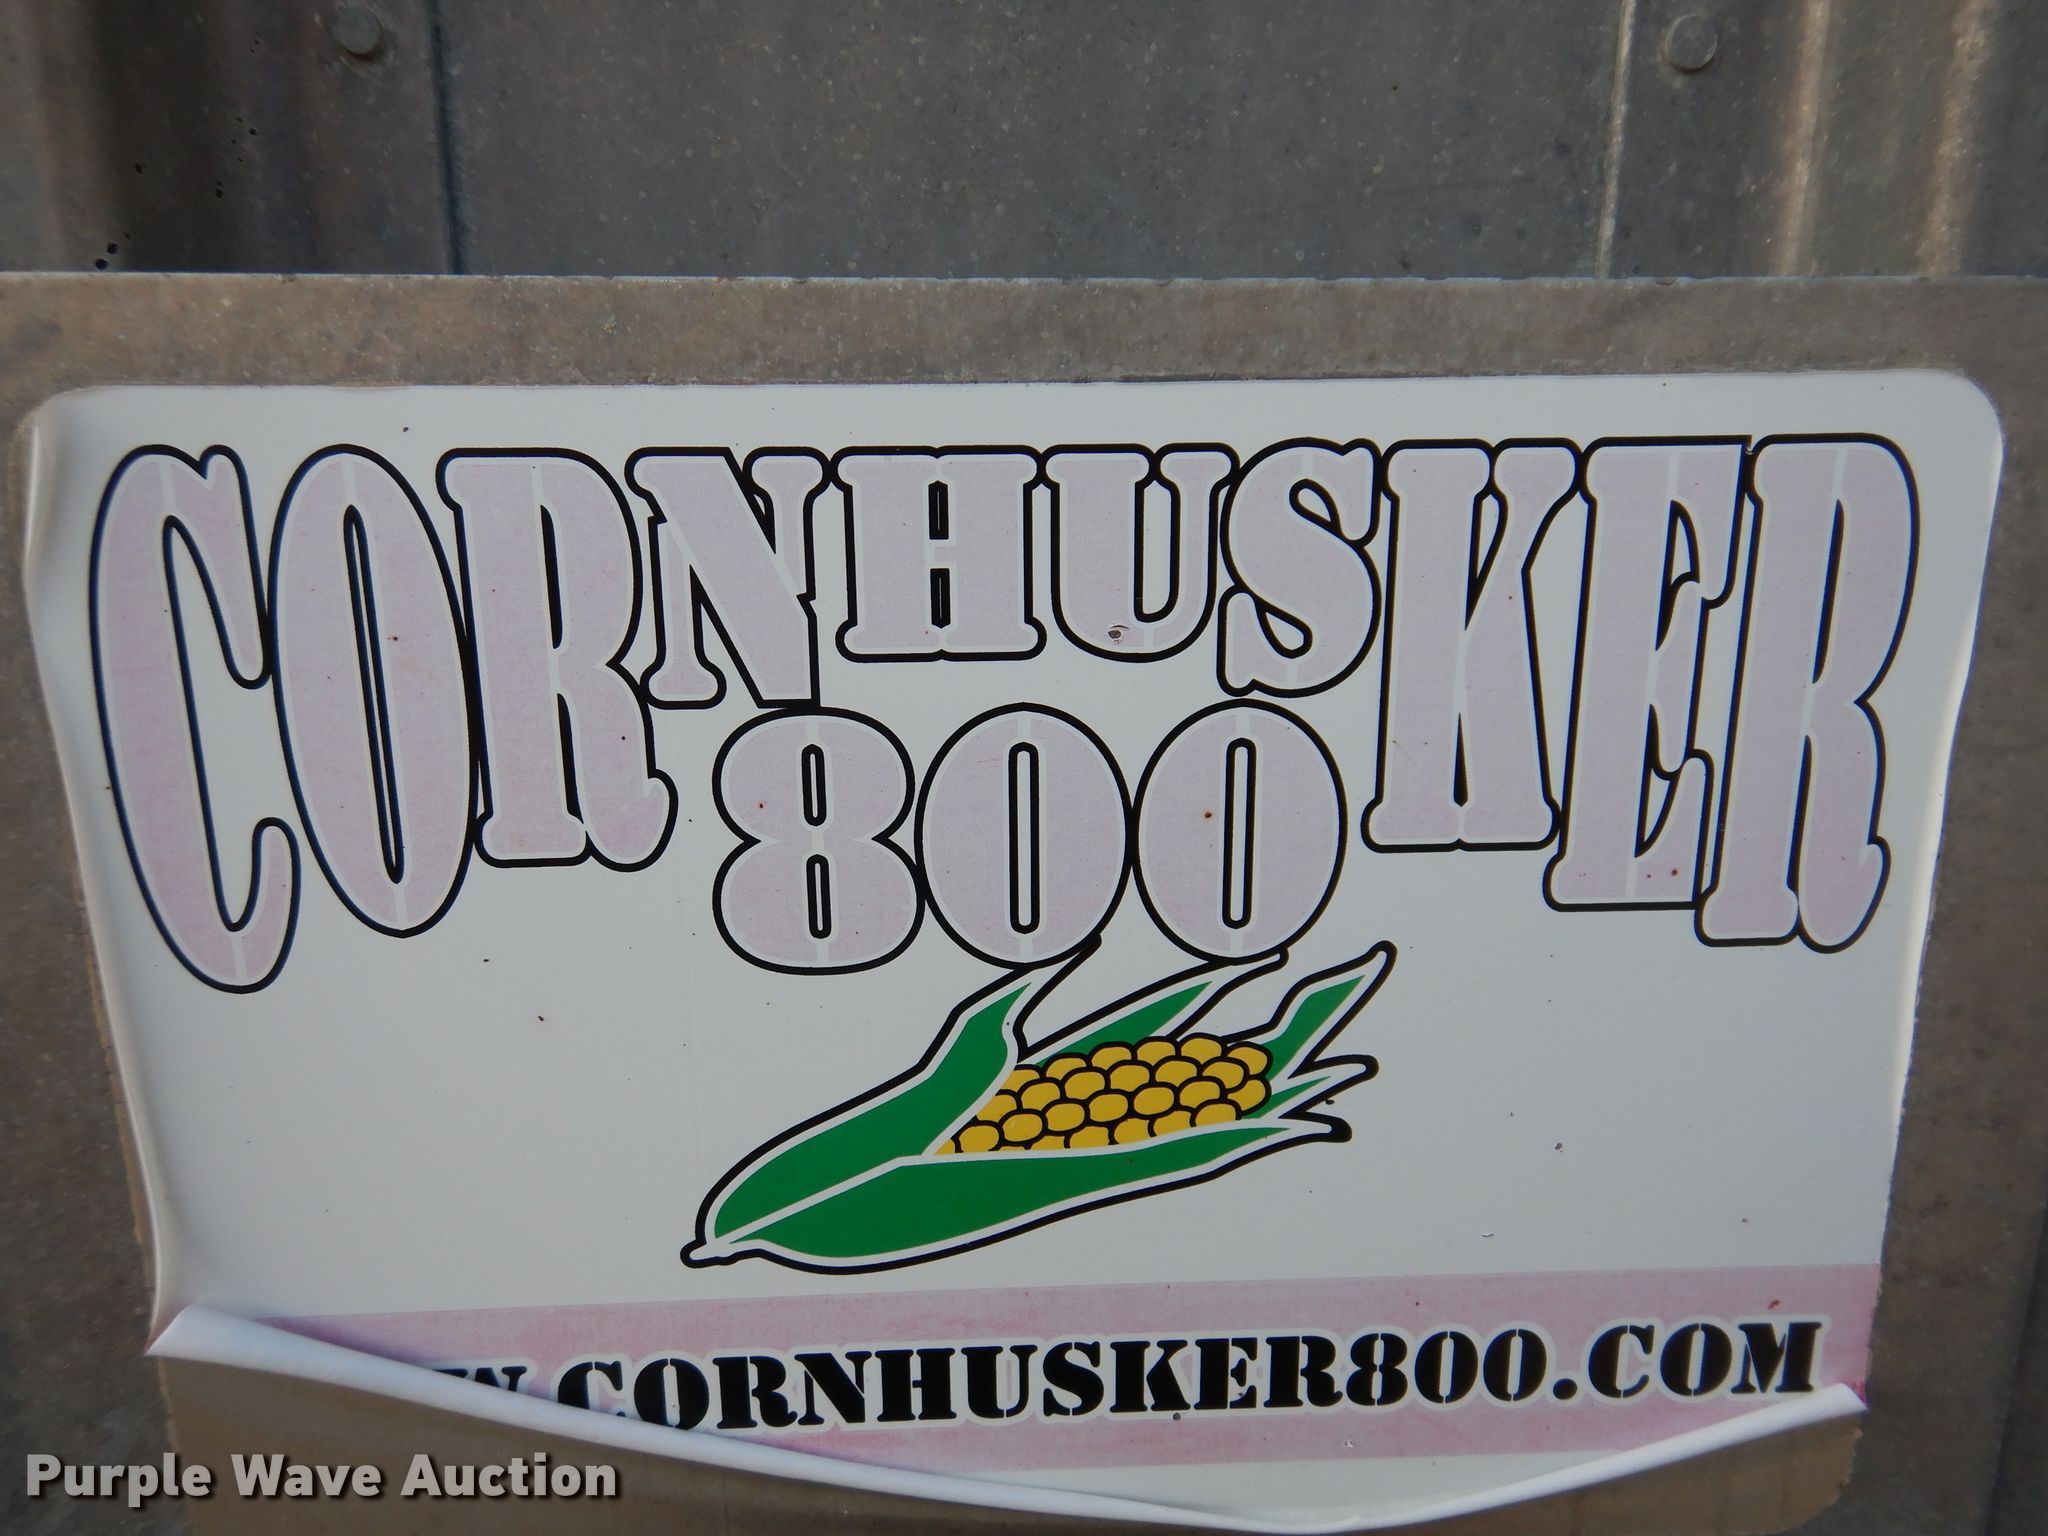 CORNHUSKER
800
W.CORNHUSKER800.COM
Purple Wave Auction